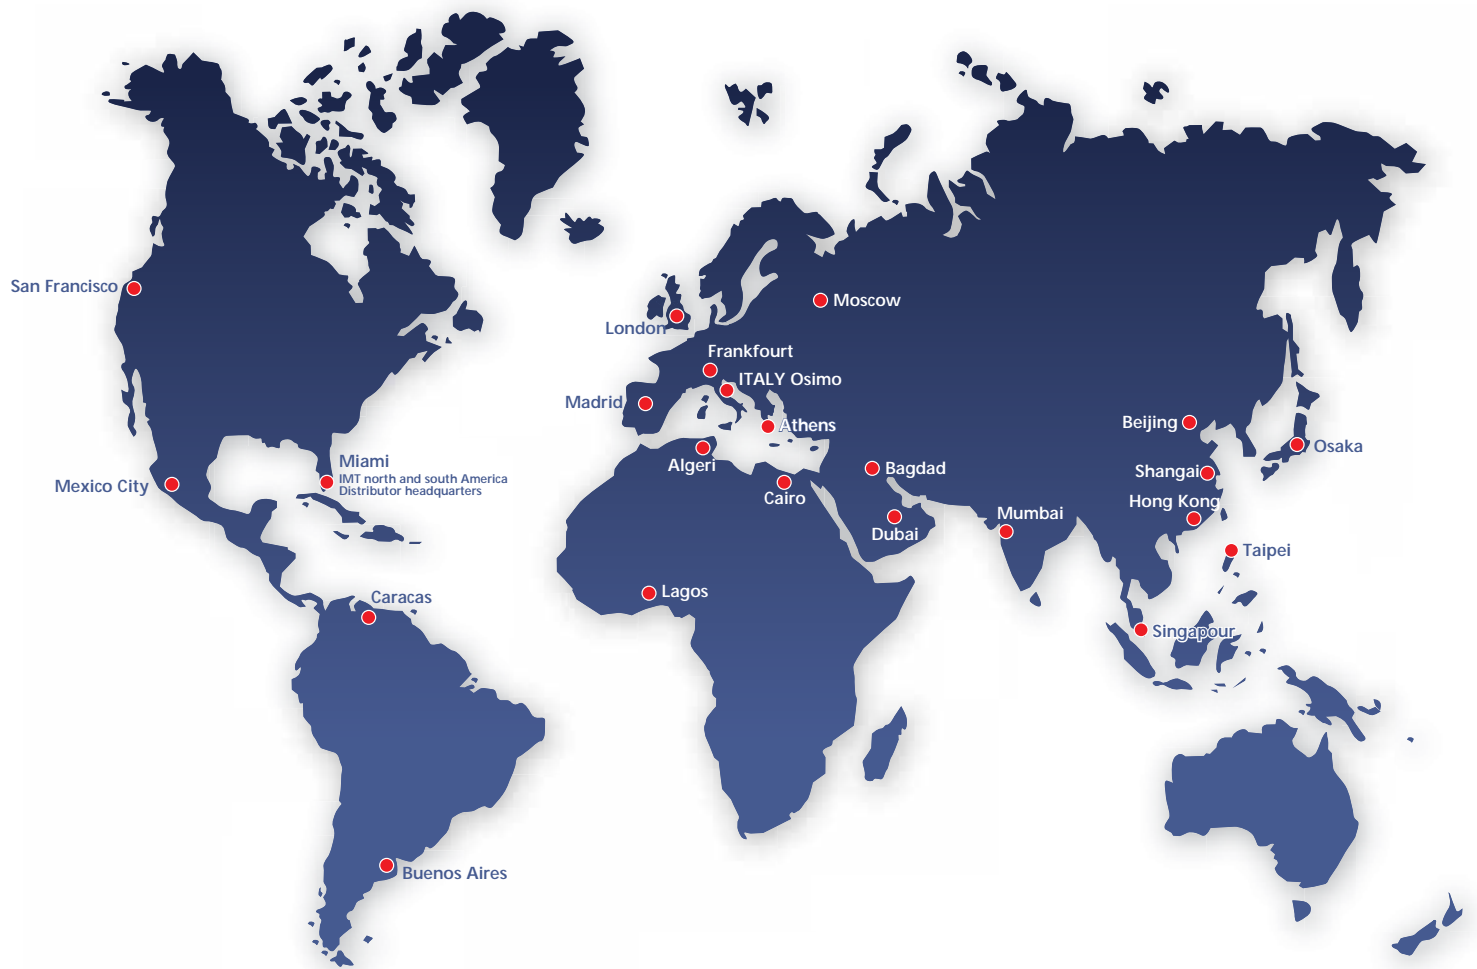 San Francisco
Moscow
London
Frankfourt
ITALY Osimo
Madrid
Athens
Beijing
Osaka
Algeri
Miami
IMT north and south America
Distributor headquarters
Bagdad
Shangai
Mexico City
Cairo
Hong Kong
Mumbai
Dubai
Taipei
Lagos
Caracas
Singapour
Buenos Aires